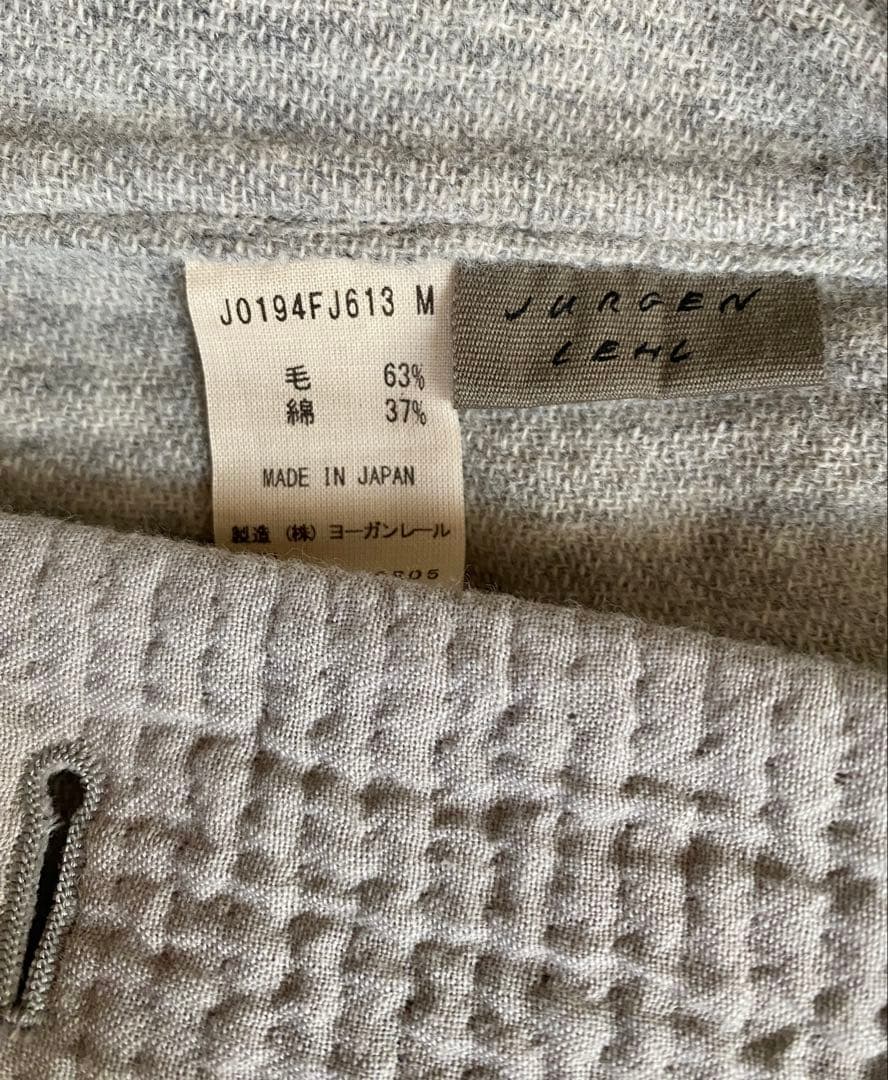 J0194FJ613 M
毛 63%
綿 37%
MADE IN JAPAN
製造 (株) ヨーガンレール
JURGEN
LEHL